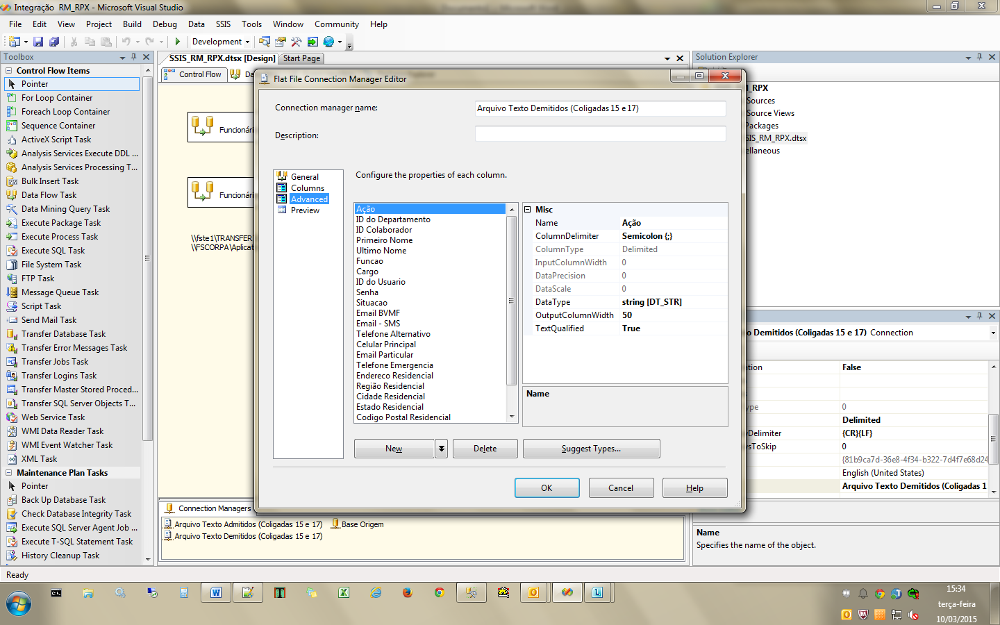 Integração RM_RPX - Microsoft Visual Studio
File Edit View Project Build Debug Data SSIS Tools Window Community Help
Development
Toolbox
Control Flow Items
Pointer
For Loop Container
Foreach Loop Container
Sequence Container
ActiveX Script Task
Analysis Services Execute DDL ...
Analysis Services Processing T...
Bulk Insert Task
Data Flow Task
Data Mining Query Task
Execute Package Task
Execute Process Task
Execute SQL Task
File System Task
FTP Task
Message Queue Task
Script Task
Send Mail Task
Transfer Database Task
Transfer Error Messages Task
Transfer Jobs Task
Transfer Logins Task
Transfer Master Stored Proced...
Transfer SQL Server Objects T...
Web Service Task
WMI Data Reader Task
WMI Event Watcher Task
XML Task
Maintenance Plan Tasks
Pointer
Back Up Database Task
Check Database Integrity Task
Execute SQL Server Agent Job ...
Execute T-SQL Statement Task
History Cleanup Task
SSIS_RM_RPX.dtsx [Design] Start Page
Control Flow Da
Funcionári
Funcionári
\\fste1\TRANSFER
\\FSCORPA\Aplicat
Connection Managers
Arquivo Texto Admitidos (Coligadas 15 e 17) Base Origem
Arquivo Texto Demitidos (Coligadas 15 e 17)
Flat File Connection Manager Editor
Connection manager name: Arquivo Texto Demitidos (Coligadas 15 e 17)
Description:
General
Columns
Advanced
Preview
Configure the properties of each column.
Ação
ID do Departamento
ID Colaborador
Primeiro Nome
Ultimo Nome
Funcao
Cargo
ID do Usuario
Senha
Situacao
Email BVMF
Email - SMS
Telefone Alternativo
Celular Principal
Email Particular
Telefone Emergencia
Endereco Residencial
Região Residencial
Cidade Residencial
Estado Residencial
Codigo Postal Residencial
Misc
Name Ação
ColumnDelimiter Semicolon {;}
ColumnType Delimited
InputColumnWidth 0
DataPrecision 0
DataScale 0
DataType string [DT_STR]
OutputColumnWidth 50
TextQualified True
Name
New Delete Suggest Types...
OK Cancel Help
Solution Explorer
M_RPX
Sources
Source Views
Packages
SIS_RM_RPX.dtsx
ellaneous
o Demitidos (Coligadas 15 e 17) Connection
tion False
ype 0
Delimited
yDelimiter {CR}{LF}
vsToSkip 0
{81b9ca7d-36e8-4f34-b322-7d4f7e68d24
English (United States)
Arquivo Texto Demitidos (Coligadas 1
Name
Specifies the name of the object.
Ready
15:34
terça-feira
10/03/2015